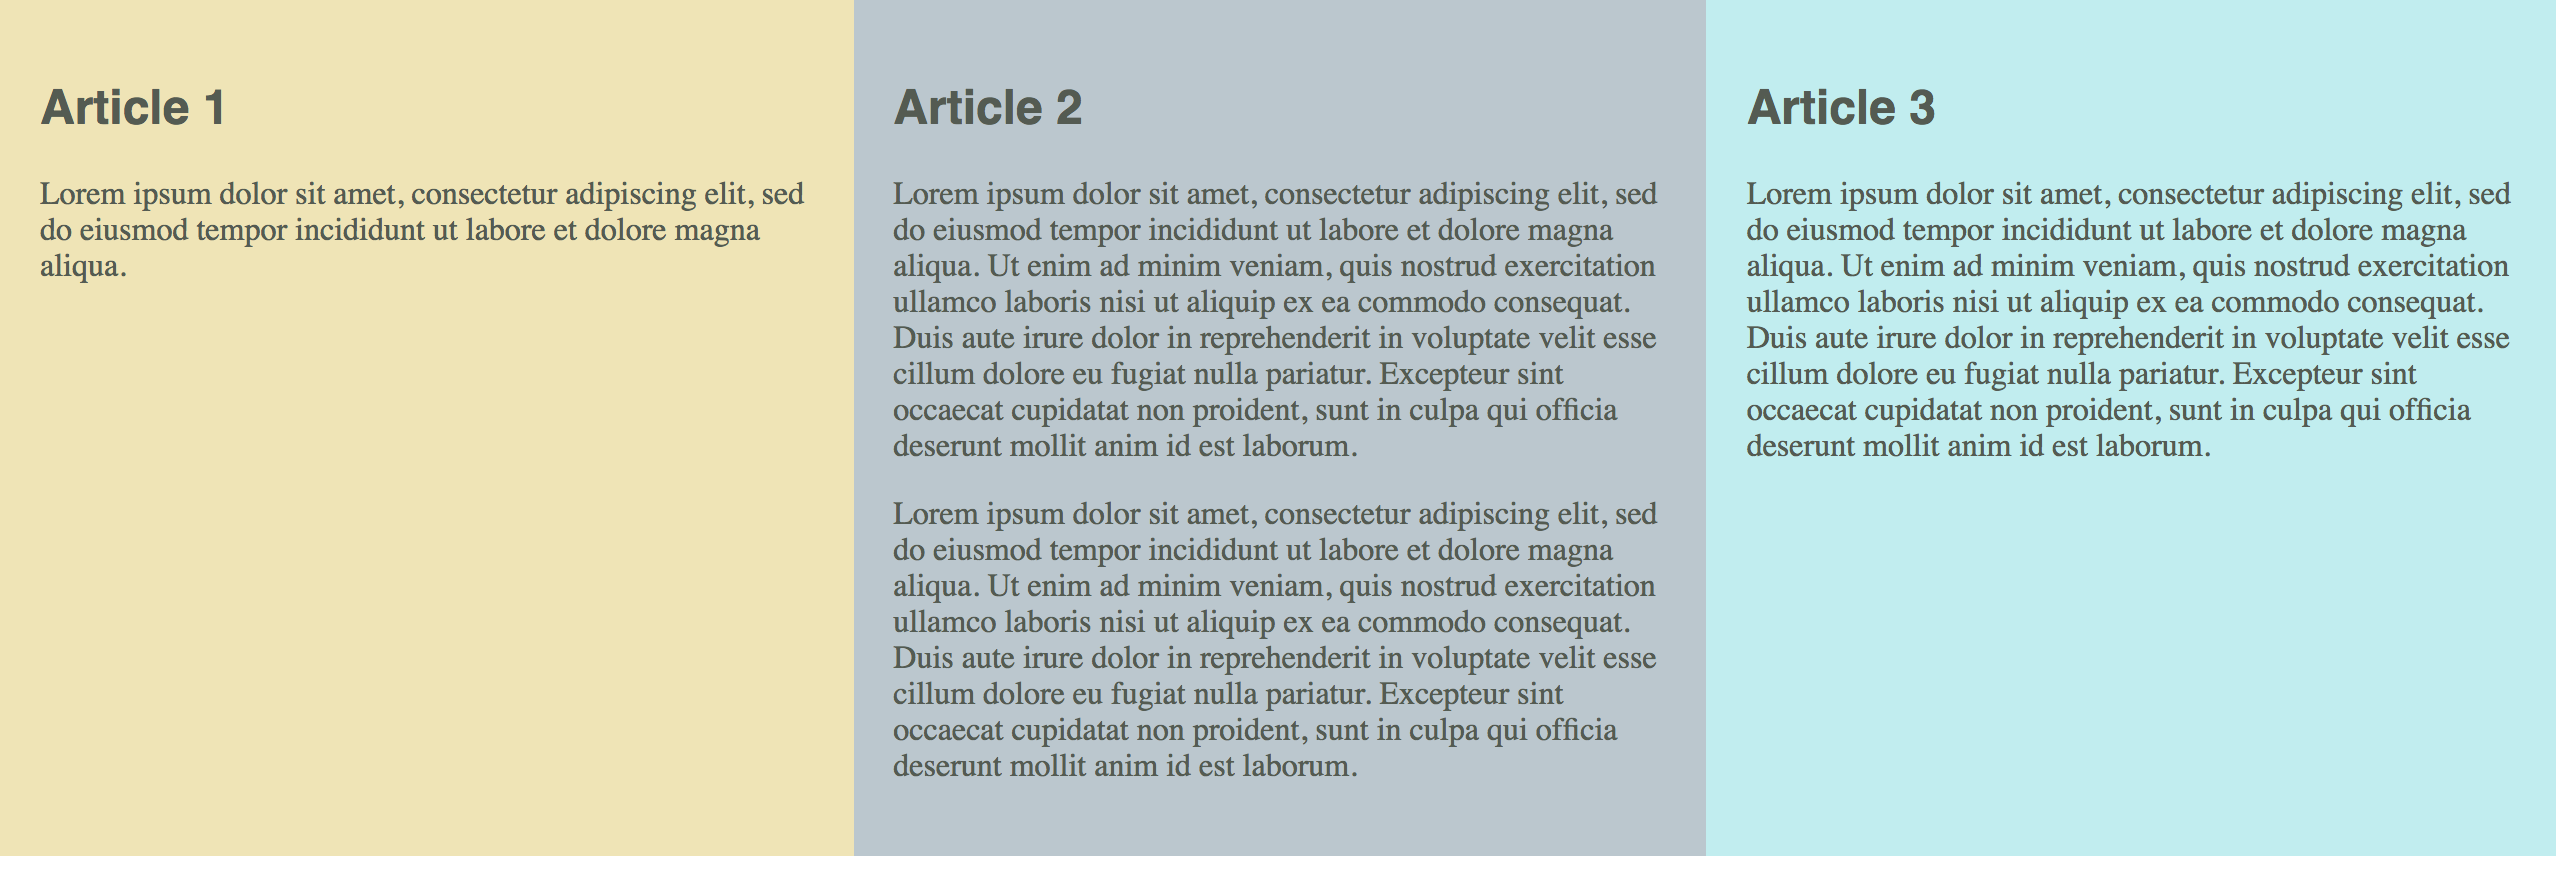 Article 1
Lorem ipsum dolor sit amet, consectetur adipiscing elit, sed
do eiusmod tempor incididunt ut labore et dolore magna
aliqua.
Article 2
Lorem ipsum dolor sit amet, consectetur adipiscing elit, sed
do eiusmod tempor incididunt ut labore et dolore magna
aliqua. Ut enim ad minim veniam, quis nostrud exercitation
ullamco laboris nisi ut aliquip ex ea commodo consequat.
Duis aute irure dolor in reprehenderit in voluptate velit esse
cillum dolore eu fugiat nulla pariatur. Excepteur sint
occaecat cupidatat non proident, sunt in culpa qui officia
deserunt mollit anim id est laborum.
Lorem ipsum dolor sit amet, consectetur adipiscing elit, sed
do eiusmod tempor incididunt ut labore et dolore magna
aliqua. Ut enim ad minim veniam, quis nostrud exercitation
ullamco laboris nisi ut aliquip ex ea commodo consequat.
Duis aute irure dolor in reprehenderit in voluptate velit esse
cillum dolore eu fugiat nulla pariatur. Excepteur sint
occaecat cupidatat non proident, sunt in culpa qui officia
deserunt mollit anim id est laborum.
Article 3
Lorem ipsum dolor sit amet, consectetur adipiscing elit, sed
do eiusmod tempor incididunt ut labore et dolore magna
aliqua. Ut enim ad minim veniam, quis nostrud exercitation
ullamco laboris nisi ut aliquip ex ea commodo consequat.
Duis aute irure dolor in reprehenderit in voluptate velit esse
cillum dolore eu fugiat nulla pariatur. Excepteur sint
occaecat cupidatat non proident, sunt in culpa qui officia
deserunt mollit anim id est laborum.